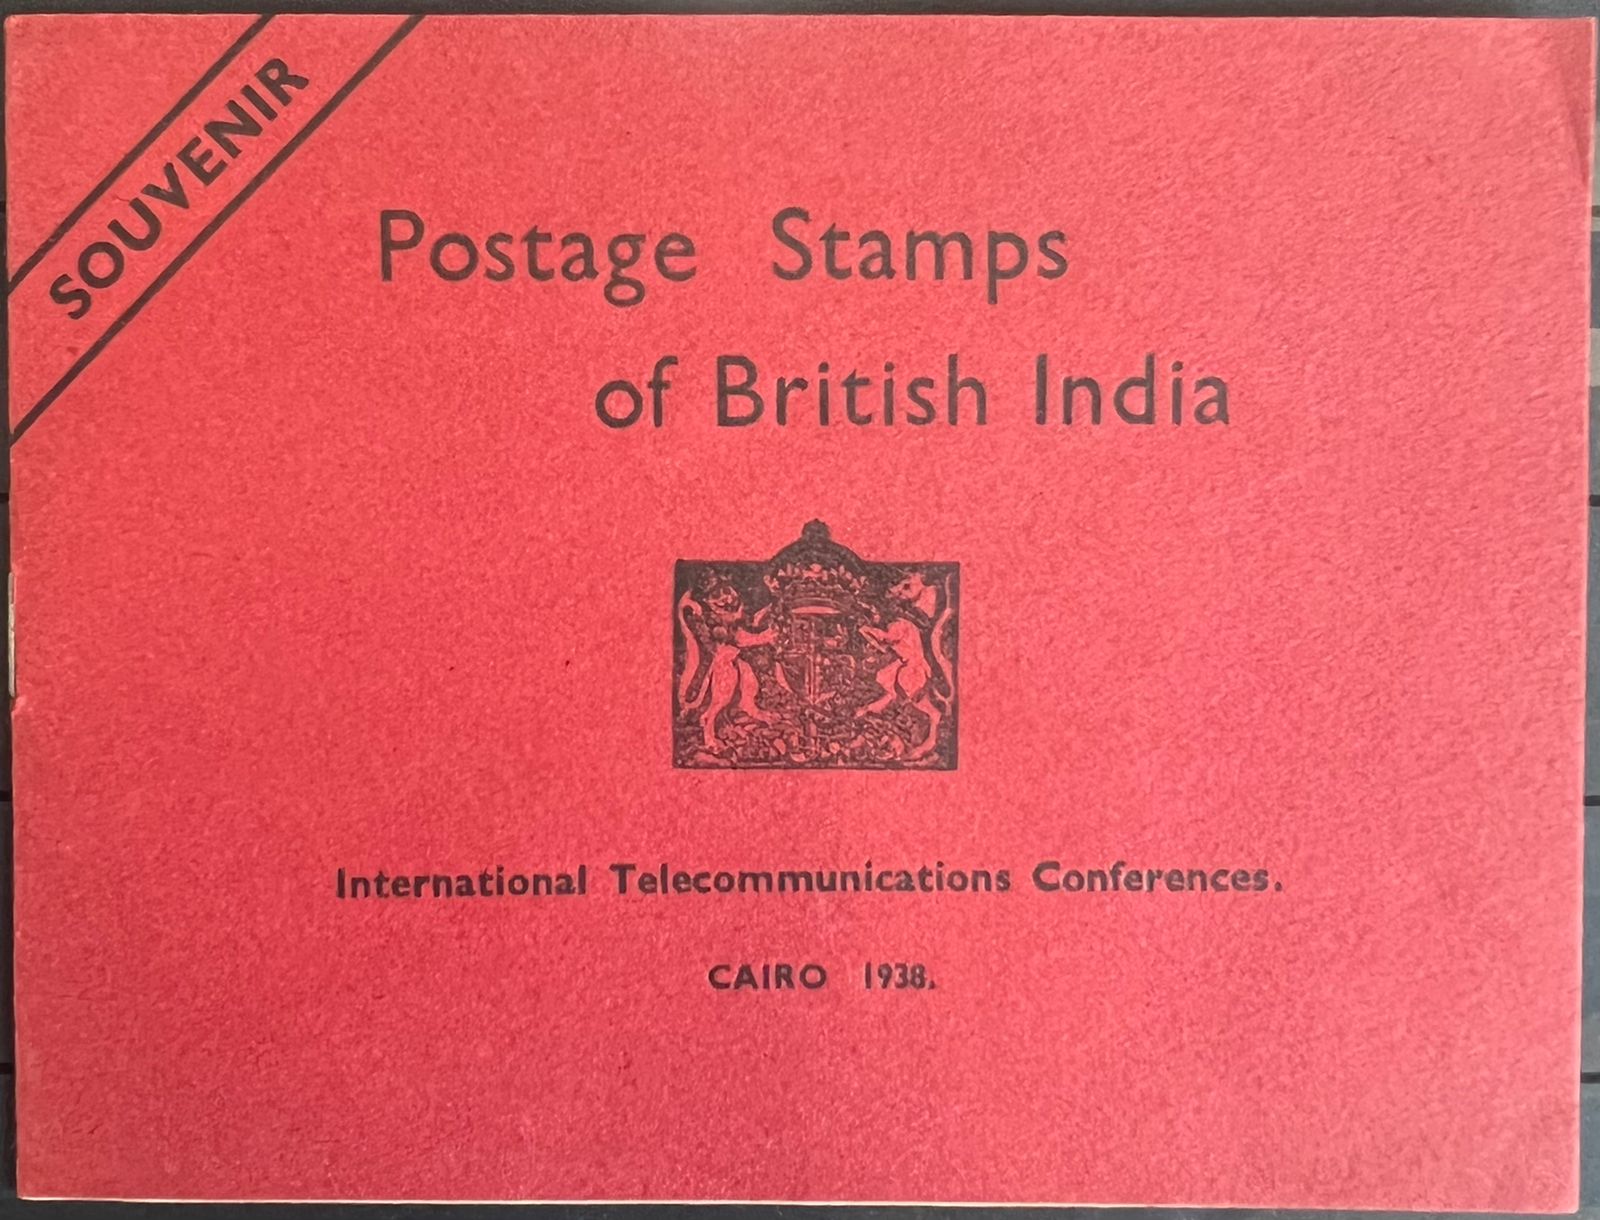 SOUVENIR
Postage Stamps
of British India
International Telecommunications Conferences.
CAIRO 1938.